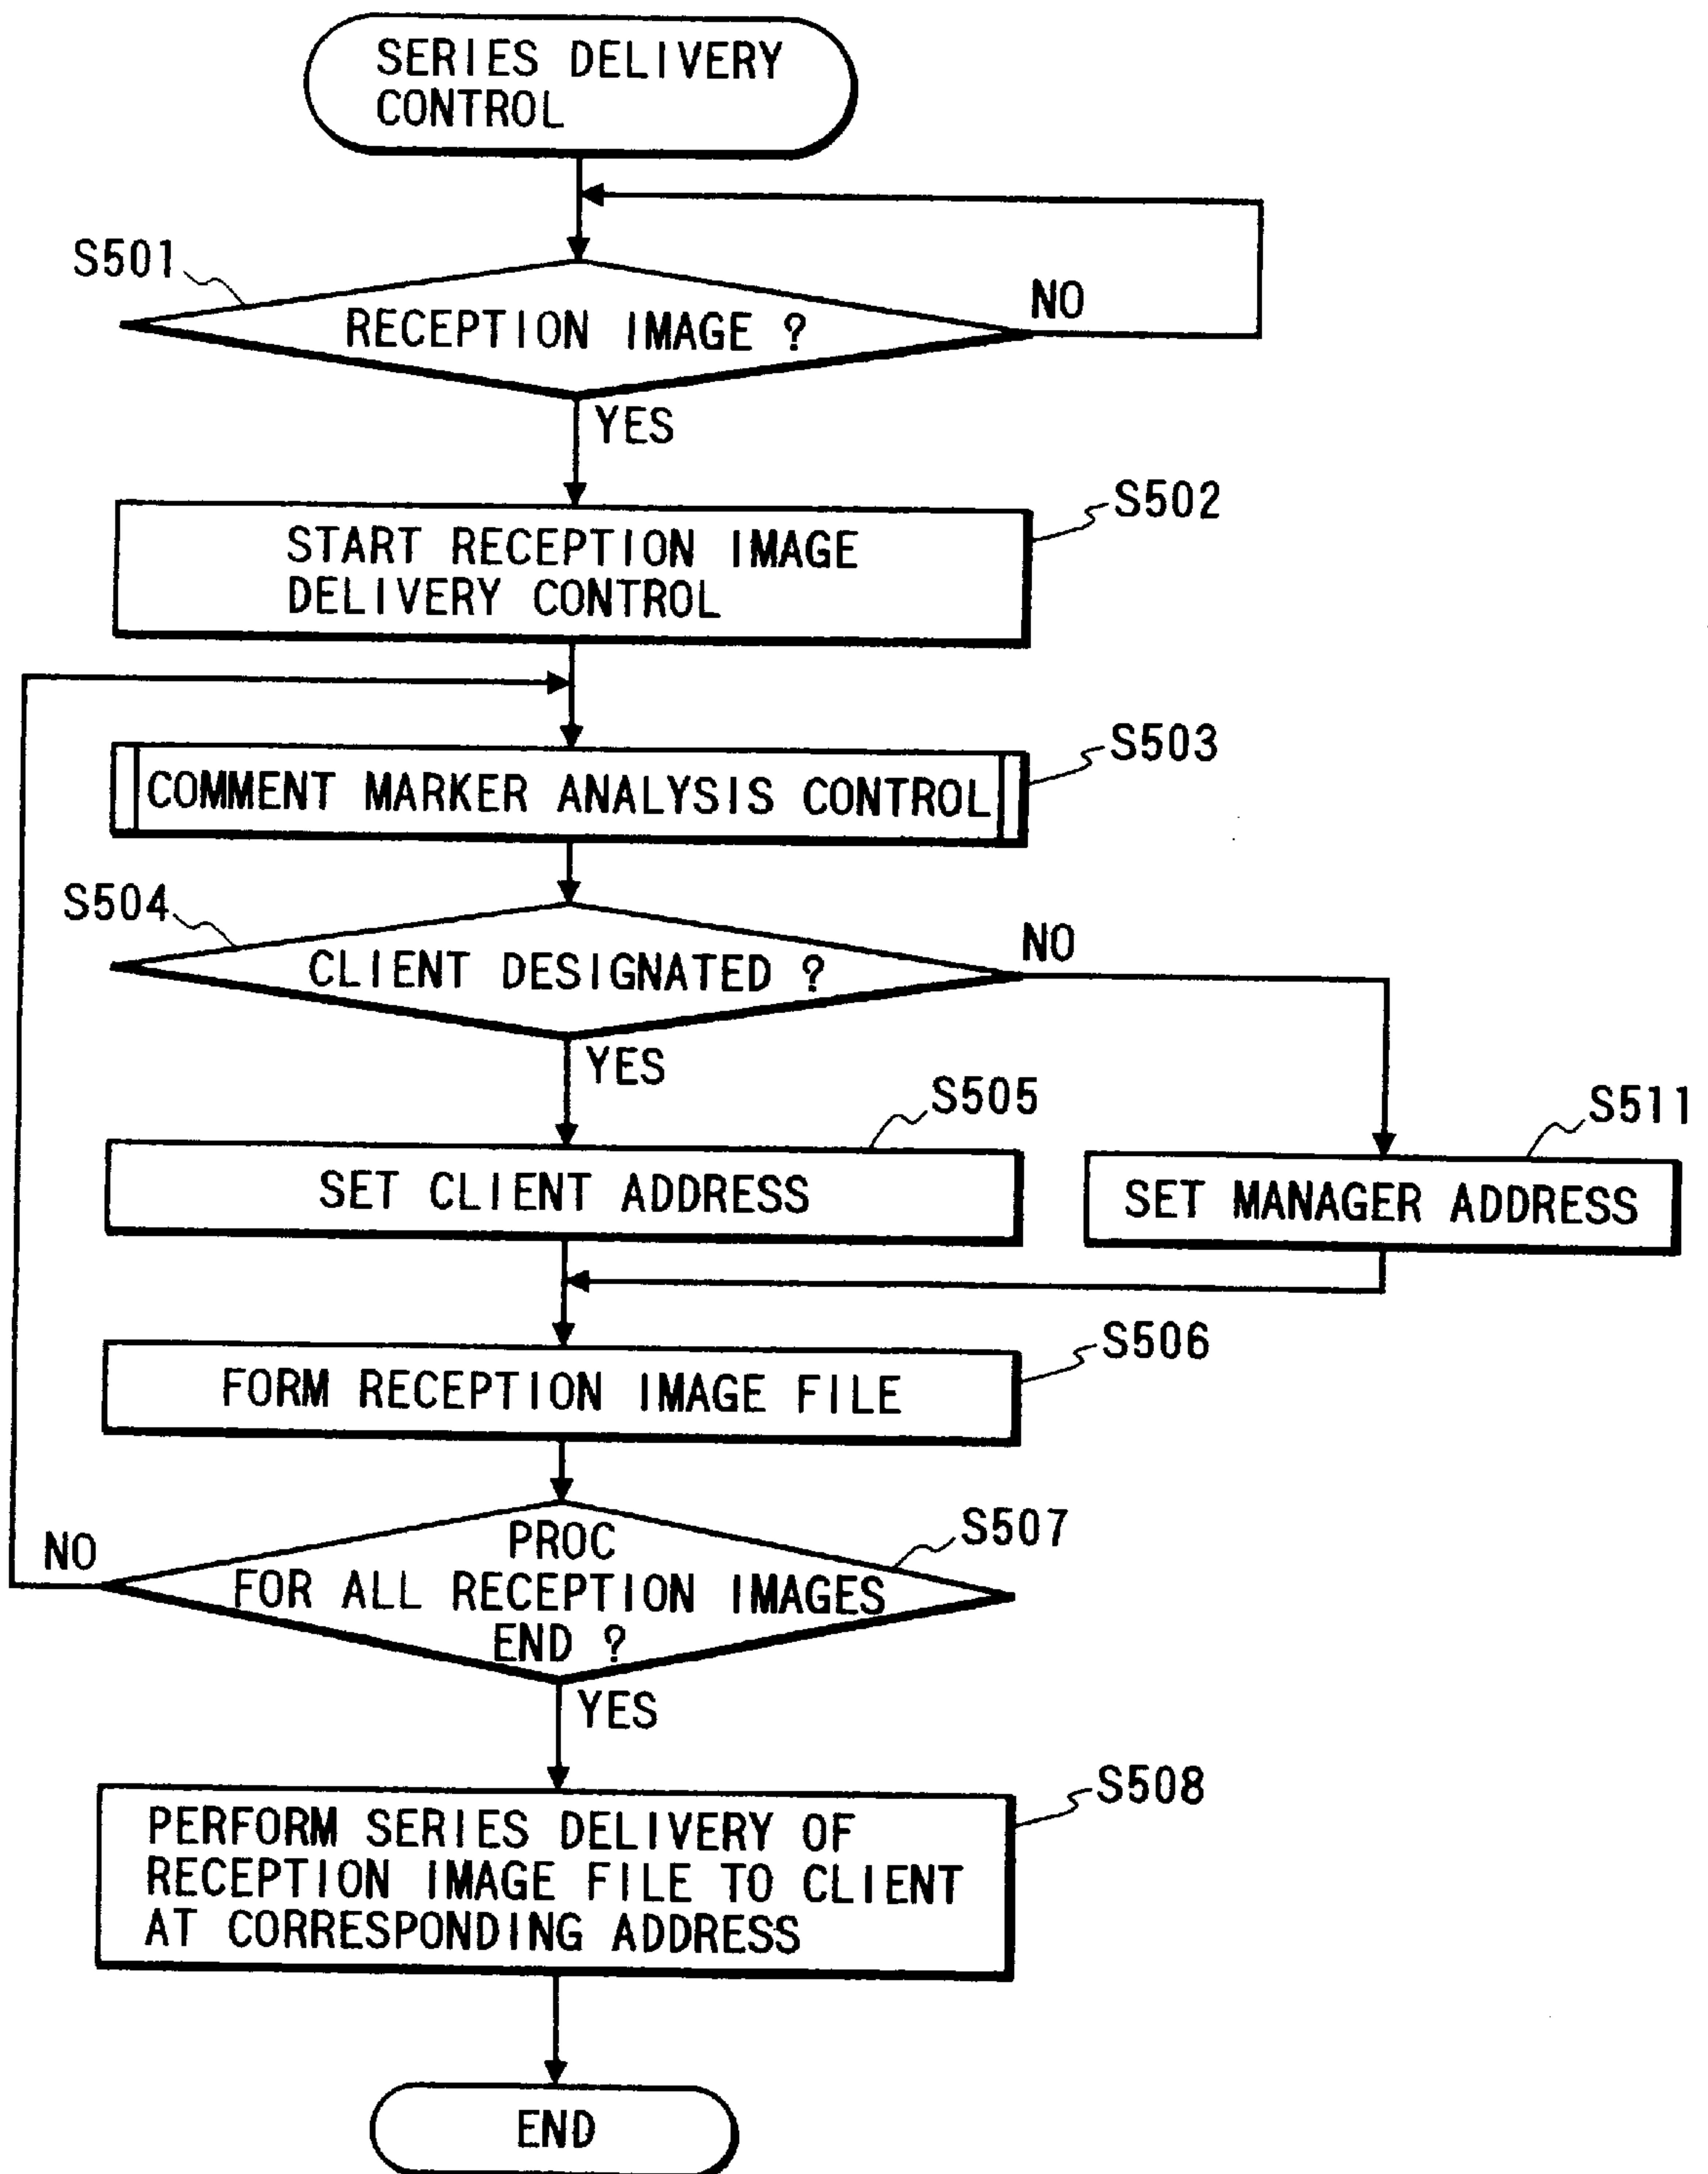 SERIES DELIVERY
CONTROL
S501
RECEPTION IMAGE ?
NO
YES
S502
START RECEPTION IMAGE
DELIVERY CONTROL
S503
COMMENT MARKER ANALYSIS CONTROL
S504
CLIENT DESIGNATED ?
NO
YES
S505
SET CLIENT ADDRESS
S511
SET MANAGER ADDRESS
S506
FORM RECEPTION IMAGE FILE
S507
NO
PROC
FOR ALL RECEPTION IMAGES
END ?
YES
S508
PERFORM SERIES DELIVERY OF
RECEPTION IMAGE FILE TO CLIENT
AT CORRESPONDING ADDRESS
END